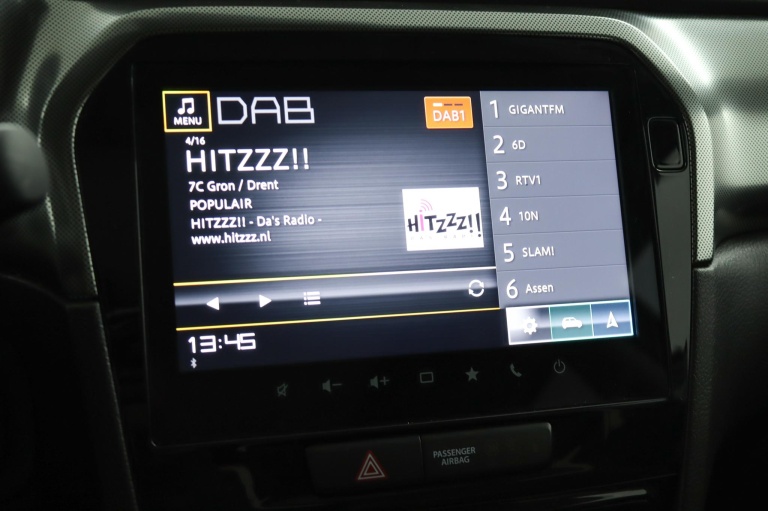 MENU
DAB
DAB1
4/16
HITZZZ!!
7C Gron / Drent
POPULAIR
HITZZZ!! - Da's Radio -
www.hitzzz.nl
HiTZZZ!!
13:45
1 GIGANTFM
2 6D
3 RTV1
4 10N
5 SLAM!
6 Assen
PASSENGER
AIRBAG